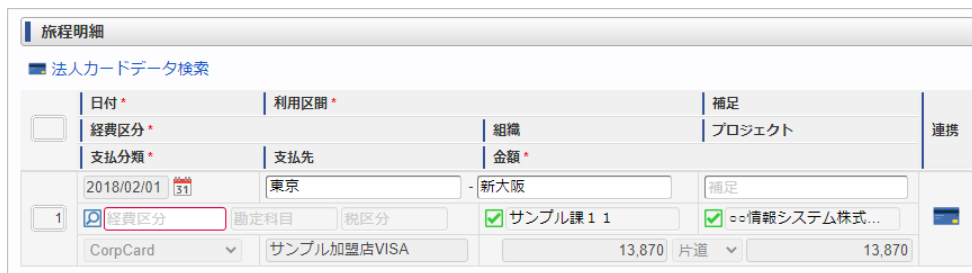 旅程明細
法人カードデータ検索
日付* 利用区間* 補足
経費区分* 組織 プロジェクト 連携
支払分類* 支払先 金額*
2018/02/01 31 東京 - 新大阪 補足
1 経費区分 勘定科目 税区分 サンプル課11 ○○情報システム株式...
CorpCard サンプル加盟店VISA 13,870 片道 13,870